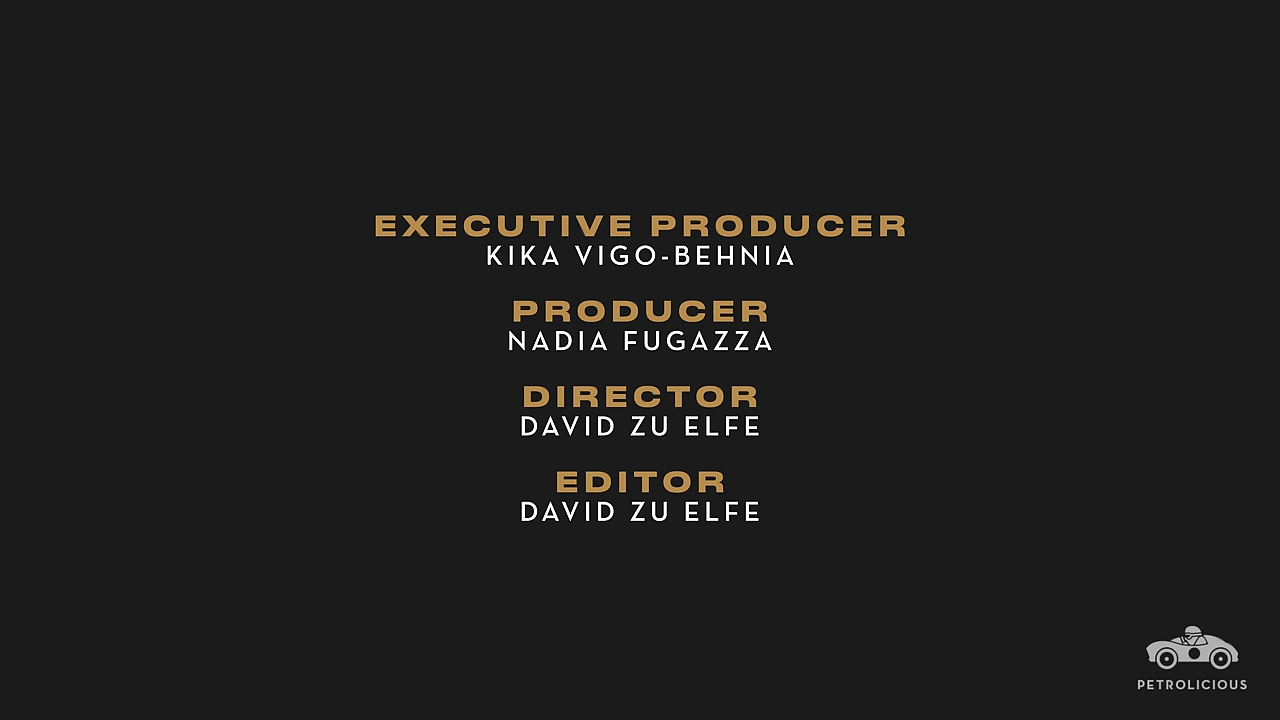 EXECUTIVE PRODUCER
KIKA VIGO-BEHNIA
PRODUCER
NADIA FUGAZZA
DIRECTOR
DAVID ZU ELFE
EDITOR
DAVID ZU ELFE
PETROLICIOUS